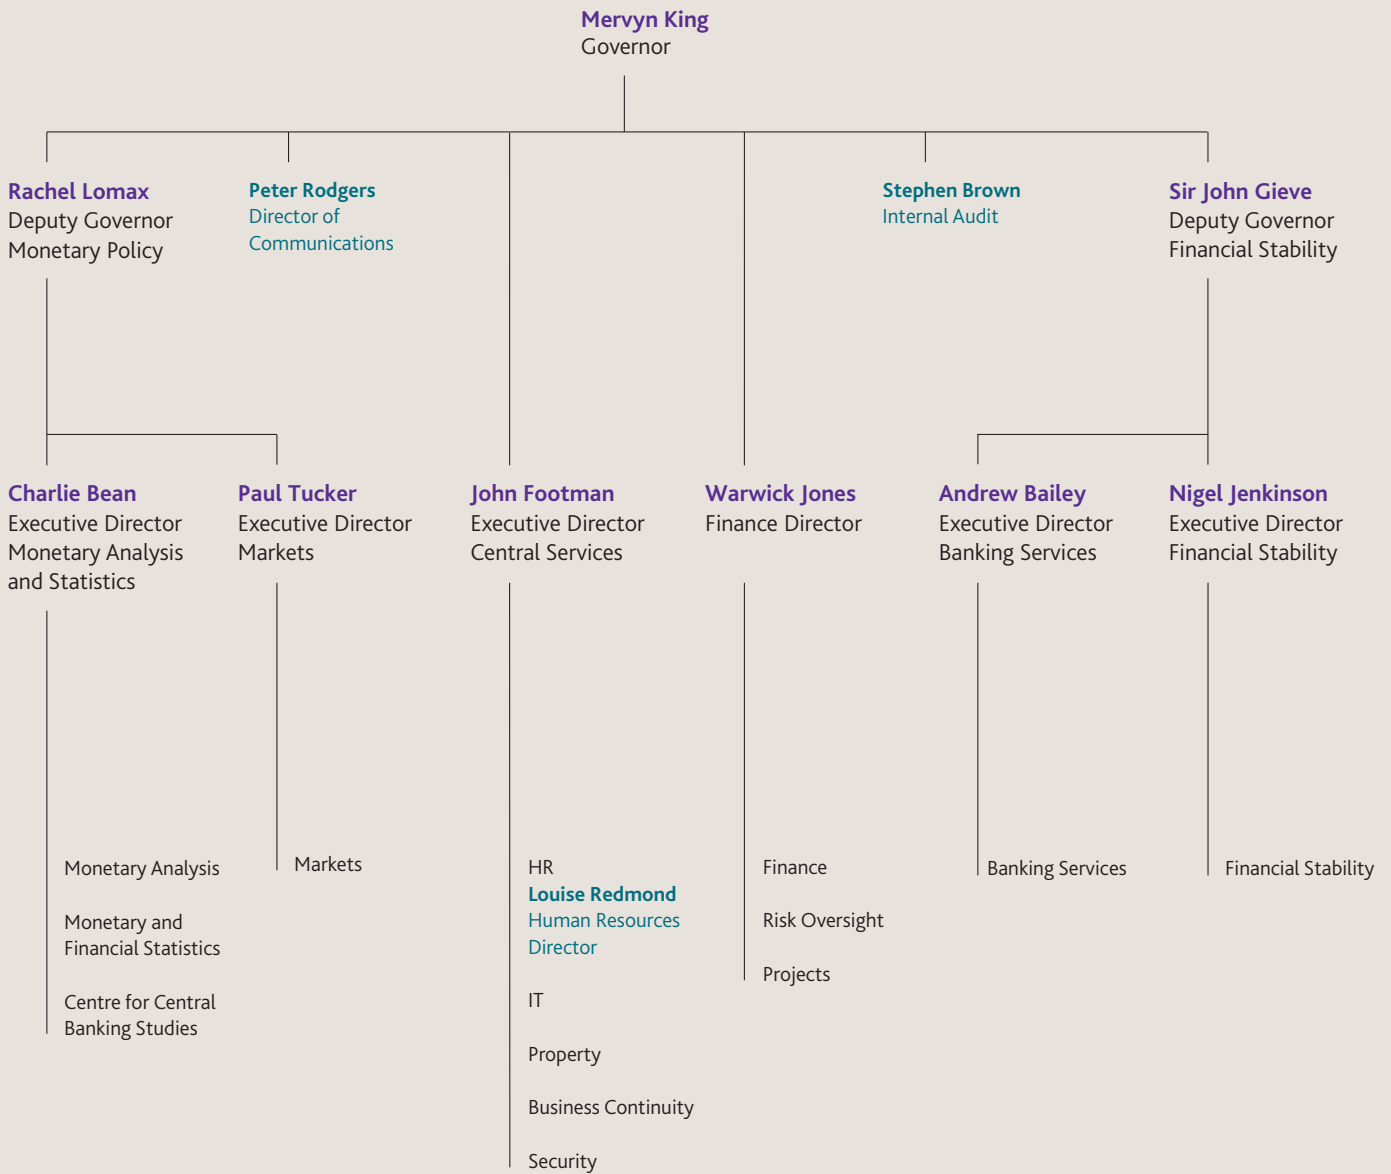 Mervyn King
Governor
Rachel Lomax
Deputy Governor
Monetary Policy
Peter Rodgers
Director of
Communications
Stephen Brown
Internal Audit
Sir John Gieve
Deputy Governor
Financial Stability
Charlie Bean
Executive Director
Monetary Analysis
and Statistics
Paul Tucker
Executive Director
Markets
John Footman
Executive Director
Central Services
Warwick Jones
Finance Director
Andrew Bailey
Executive Director
Banking Services
Nigel Jenkinson
Executive Director
Financial Stability
Monetary Analysis
Monetary and
Financial Statistics
Centre for Central
Banking Studies
Markets
HR
Louise Redmond
Human Resources
Director
IT
Property
Business Continuity
Security
Finance
Risk Oversight
Projects
Banking Services
Financial Stability